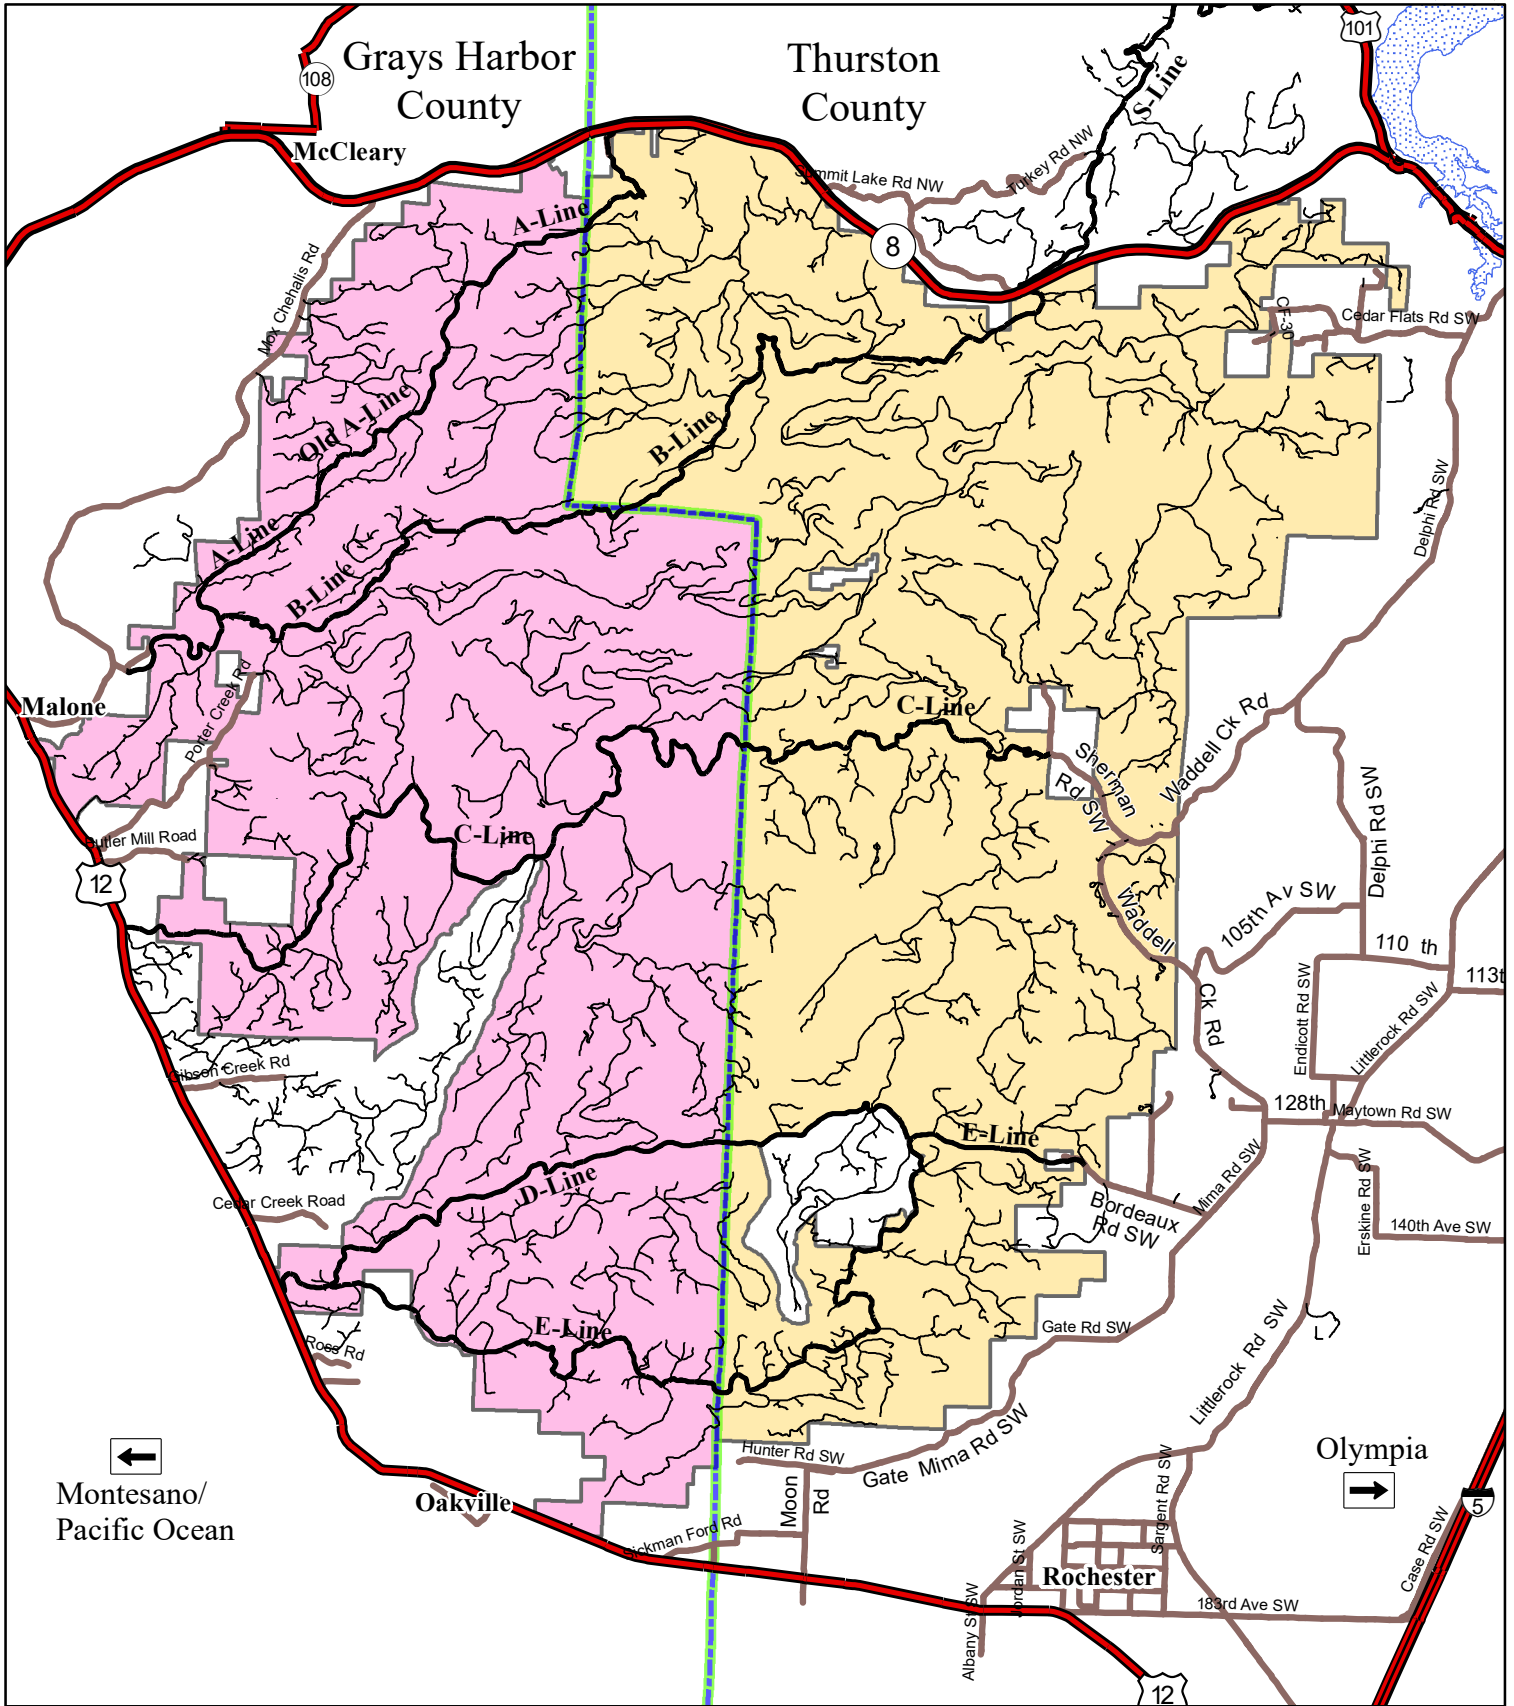 101
Grays Harbor
County
Thurston
County
108
S-Line
McCleary
Turkey Rd NW
Summit Lake Rd NW
A-Line
8
Mox Chehalis Rd
CF-30
Cedar Flats Rd SW
Old A-Line
B-Line
Delphi Rd SW
A-Line
B-Line
Malone
Porter Creek Rd
C-Line
Waddell Ck Rd
Sherman
Rd SW
Delphi Rd SW
C-Line
Butler Mill Road
12
Waddell
Ck Rd
105th Av SW
110 th
113t
Endicott Rd SW
Littlerock Rd SW
Gibson Creek Rd
128th
Maytown Rd SW
E-Line
D-Line
Mima Rd SW
Erskine Rd SW
Cedar Creek Road
Bordeaux
Rd SW
140th Ave SW
E-Line
Gate Rd SW
Ross Rd
Littlerock Rd SW
Gate Mima Rd SW
Hunter Rd SW
Moon
Rd
Olympia
Montesano/
Pacific Ocean
Oakville
Sickman Ford Rd
Sargent Rd SW
5
Case Rd SW
Jordan St SW
Rochester
183rd Ave SW
Albany St SW
12